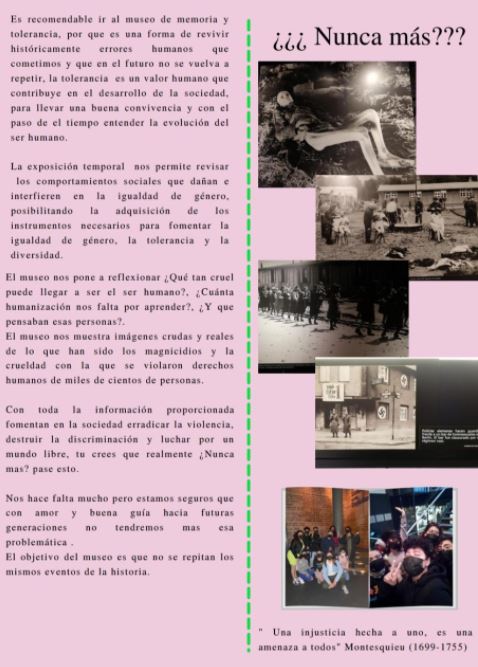 Es recomendable ir al museo de memoria y
tolerancia, por que es una forma de revivir
históricamente errores humanos que
cometimos y que en el futuro no se vuelva a
repetir, la tolerancia es un valor humano que
contribuye en el desarrollo de la sociedad,
para llevar una buena convivencia y con el
paso de el tiempo entender la evolución del
ser humano.
La exposición temporal nos permite revisar
los comportamientos sociales que dañan e
interfieren en la igualdad de género,
posibilitando la adquisición de los
instrumentos necesarios para fomentar la
igualdad de género, la tolerancia y la
diversidad.
El museo nos pone a reflexionar ¿Qué tan cruel
puede llegar a ser el ser humano?, ¿Cuánta
humanización nos falta por aprender?, ¿Y que
pensaban esas personas?.
El museo nos muestra imágenes crudas y reales
de lo que han sido los magnicidios y la
crueldad con la que se violaron derechos
humanos de miles de cientos de personas.
Con toda la información proporcionada
fomentan en la sociedad erradicar la violencia,
destruir la discriminación y luchar por un
mundo libre, tu crees que realmente ¿Nunca
mas? pase esto.
Nos hace falta mucho pero estamos seguros que
con amor y buena guía hacia futuras
generaciones no tendremos mas esa
problemática .
El objetivo del museo es que no se repitan los
mismos eventos de la historia.
¿¿¿ Nunca más???
" Una injusticia hecha a uno, es una
amenaza a todos" Montesquieu (1699-1755)